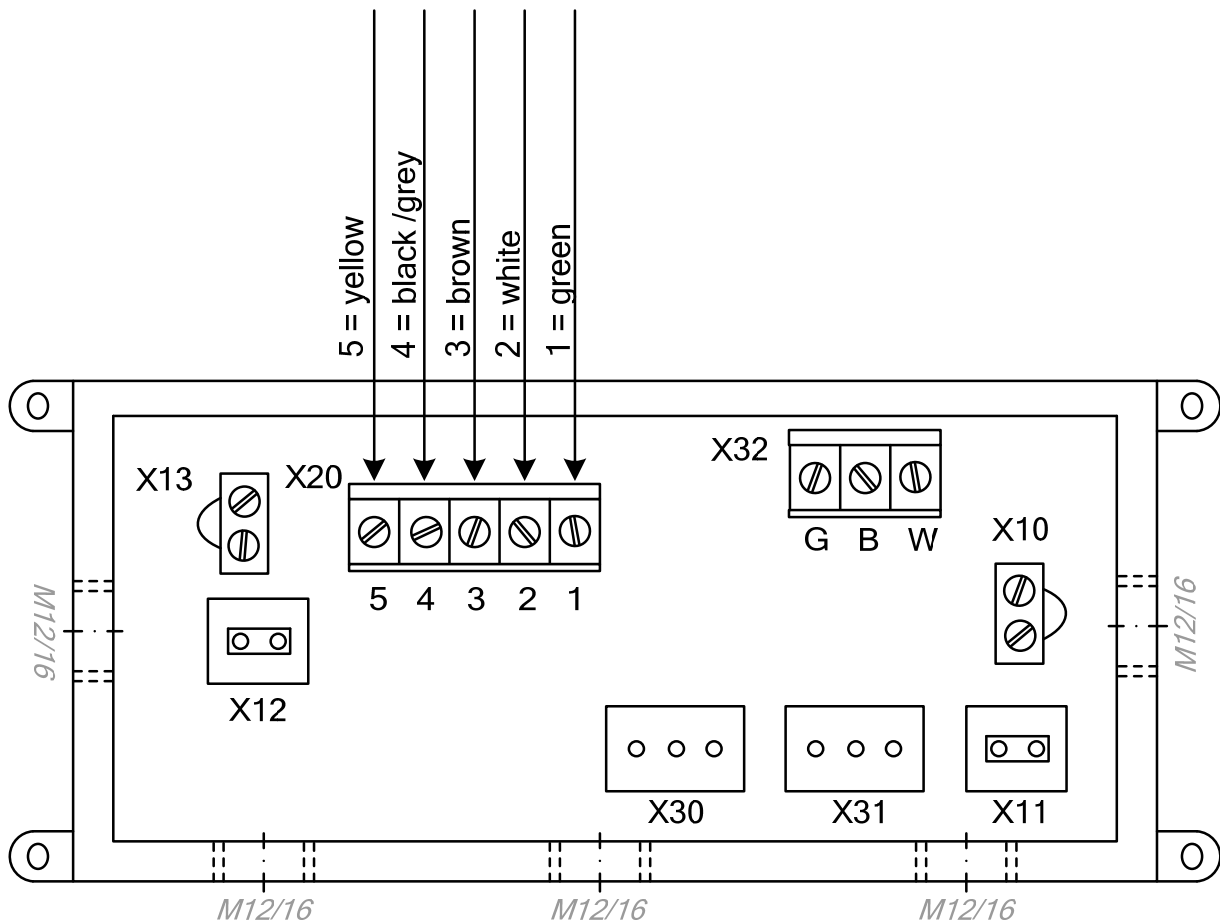 5 = yellow
4 = black /grey
3 = brown
2 = white
1 = green
X13
X20
X32
G B W
X10
5 4 3 2 1
M12/16
M12/16
X12
X30
X31
X11
M12/16
M12/16
M12/16